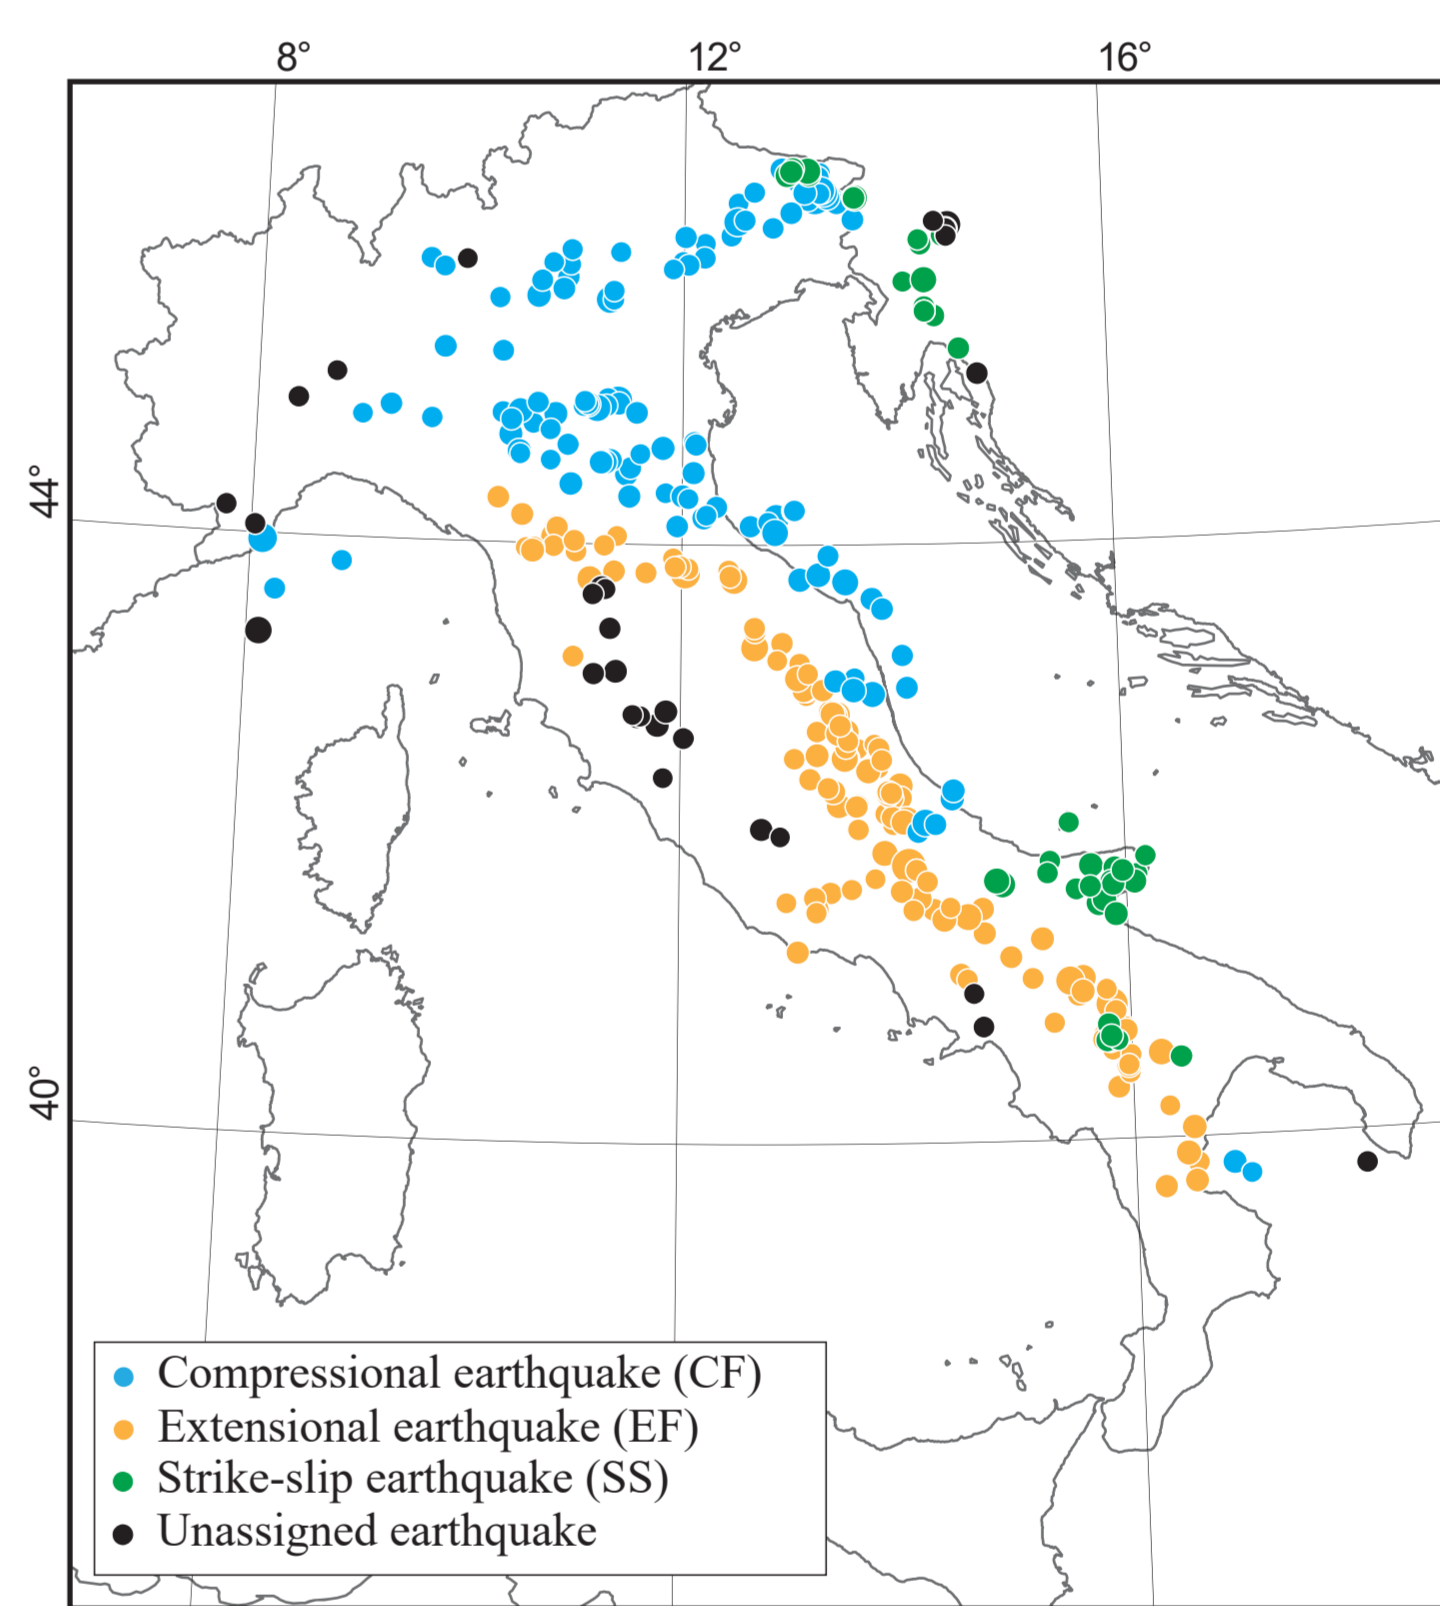 8° 12° 16°
44°
40°
Compressional earthquake (CF)
Extensional earthquake (EF)
Strike-slip earthquake (SS)
Unassigned earthquake